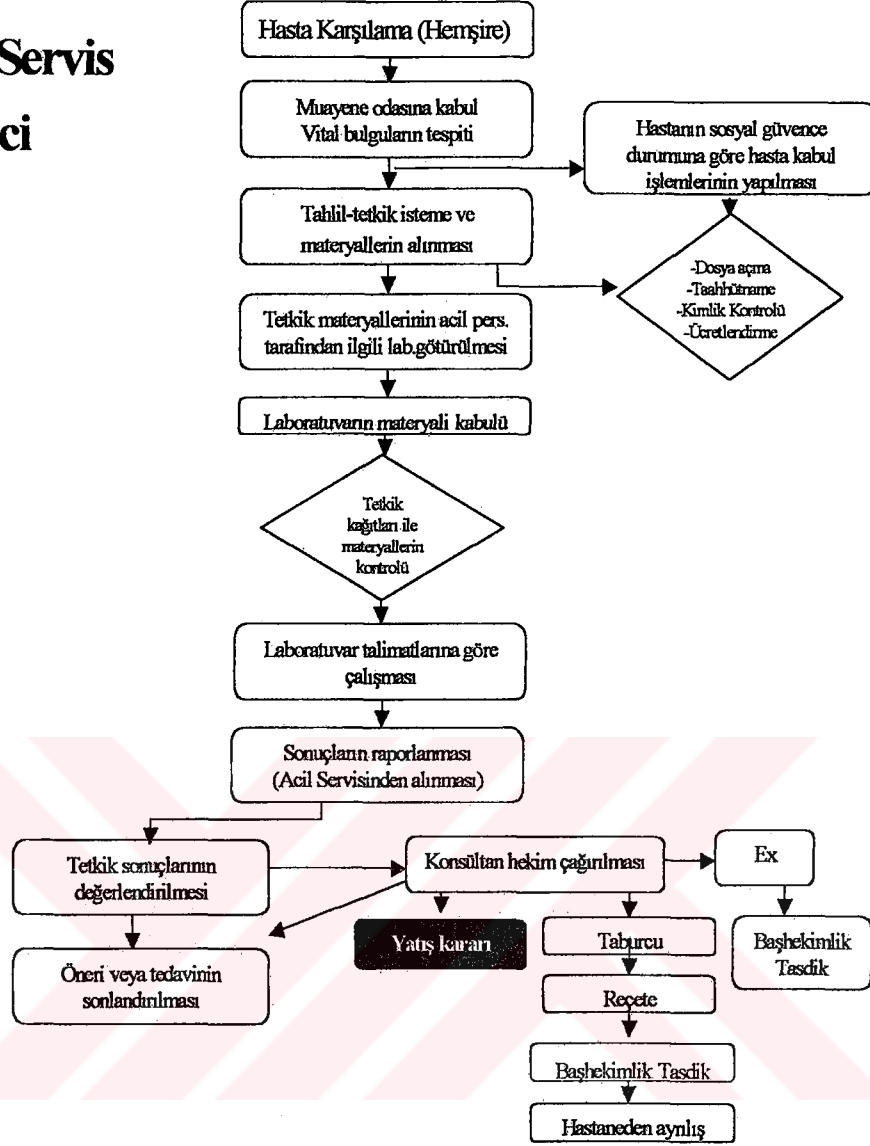 Servis
ci
Hasta Karşılama (Hemşire)
Muayene odasına kabul
Vital bulguların tespiti
Hastanın sosyal güvence
durumuna göre hasta kabul
işlemlerinin yapılması
Tahlil-tetkik isteme ve
materyallerin alınması
-Dosya açma
-Taahhütname
-Kimlik Kontrolü
-Ücretlendirme
Tetkik materyallerinin acil pers.
tarafından ilgili lab.götürülmesi
Laboratuvarın materyali kabulü
Tetkik
kağıtları ile
materyallerin
kontrolü
Laboratuvar talimatlarına göre
çalışması
Sonuçların raporlanması
(Acil Servisinden alınması)
Tetkik sonuçlarının
değerlendirilmesi
Konsültan hekim çağırılması
Ex
Yatış kararı
Taburcu
Başhekimlik
Tasdik
Öneri veya tedavinin
sonlandırılması
Reçete
Başhekimlik Tasdik
Hastaneden ayrılış